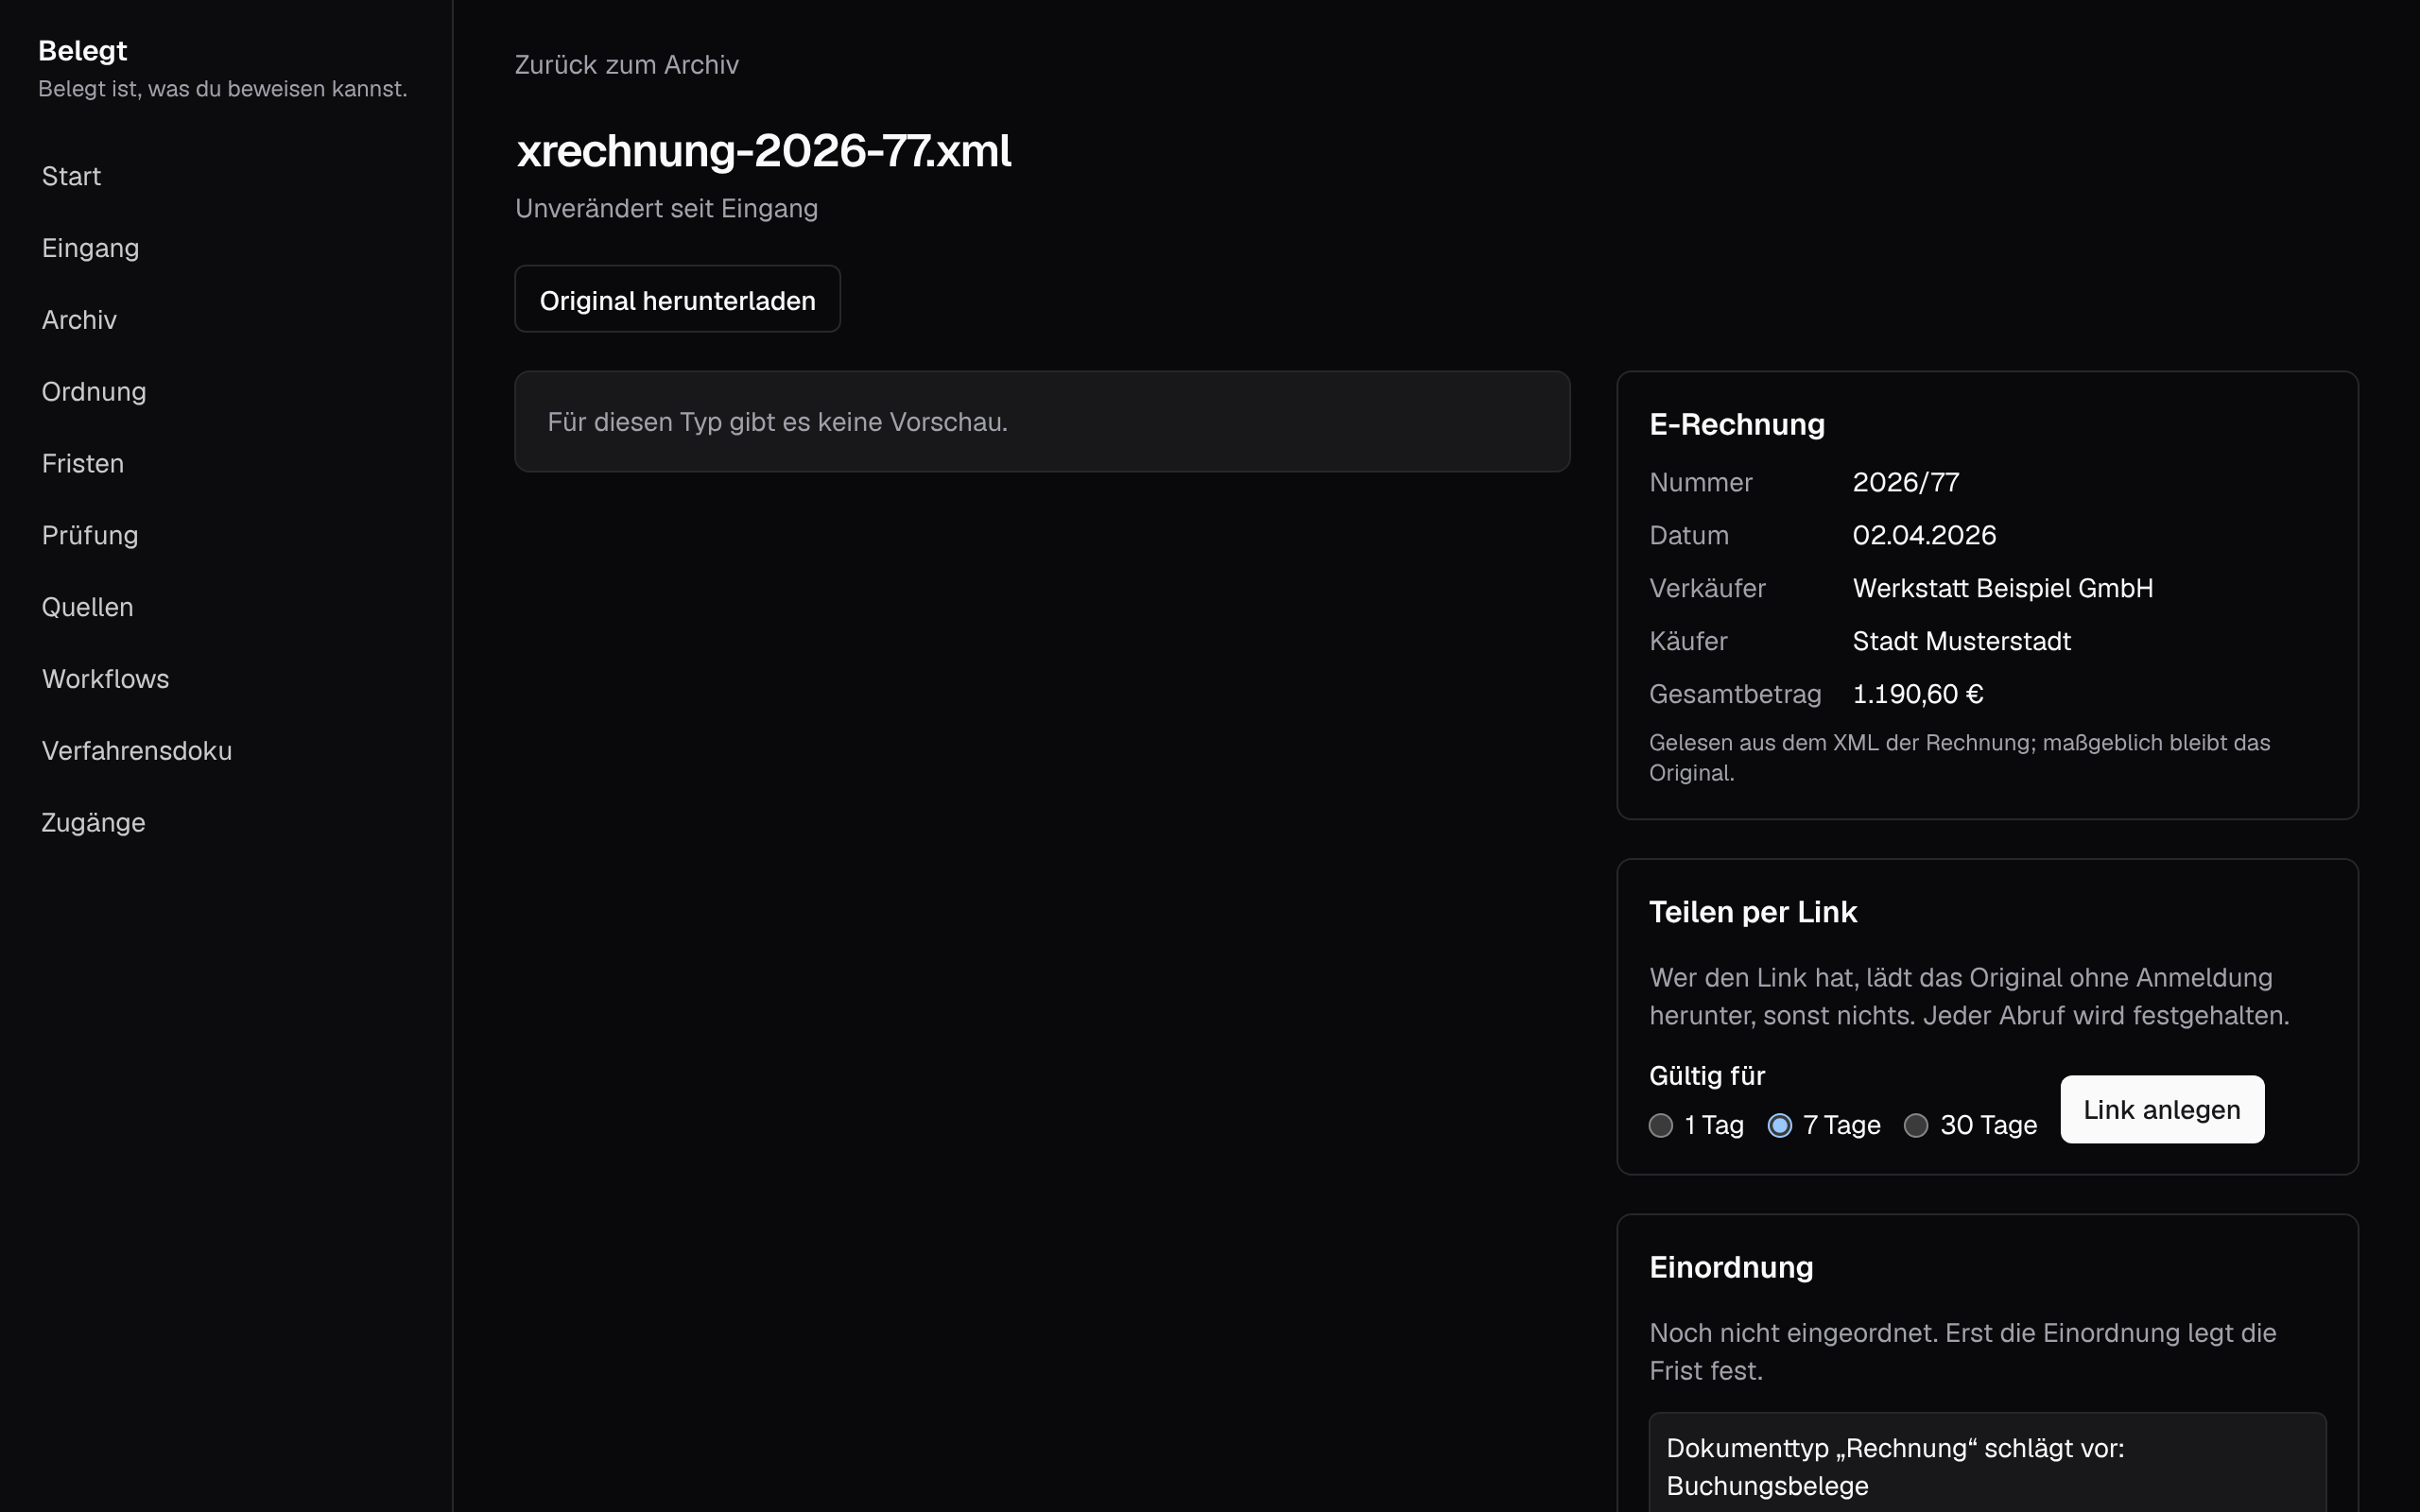 Belegt
Belegt ist, was du beweisen kannst.
Start
Eingang
Archiv
Ordnung
Fristen
Prüfung
Quellen
Workflows
Verfahrensdoku
Zugänge
Zurück zum Archiv
xrechnung-2026-77.xml
Unverändert seit Eingang
Original herunterladen
Für diesen Typ gibt es keine Vorschau.
E-Rechnung
Nummer 2026/77
Datum 02.04.2026
Verkäufer Werkstatt Beispiel GmbH
Käufer Stadt Musterstadt
Gesamtbetrag 1.190,60 €
Gelesen aus dem XML der Rechnung; maßgeblich bleibt das
Original.
Teilen per Link
Wer den Link hat, lädt das Original ohne Anmeldung
herunter, sonst nichts. Jeder Abruf wird festgehalten.
Gültig für
1 Tag 7 Tage 30 Tage Link anlegen
Einordnung
Noch nicht eingeordnet. Erst die Einordnung legt die
Frist fest.
Dokumenttyp „Rechnung“ schlägt vor:
Buchungsbelege